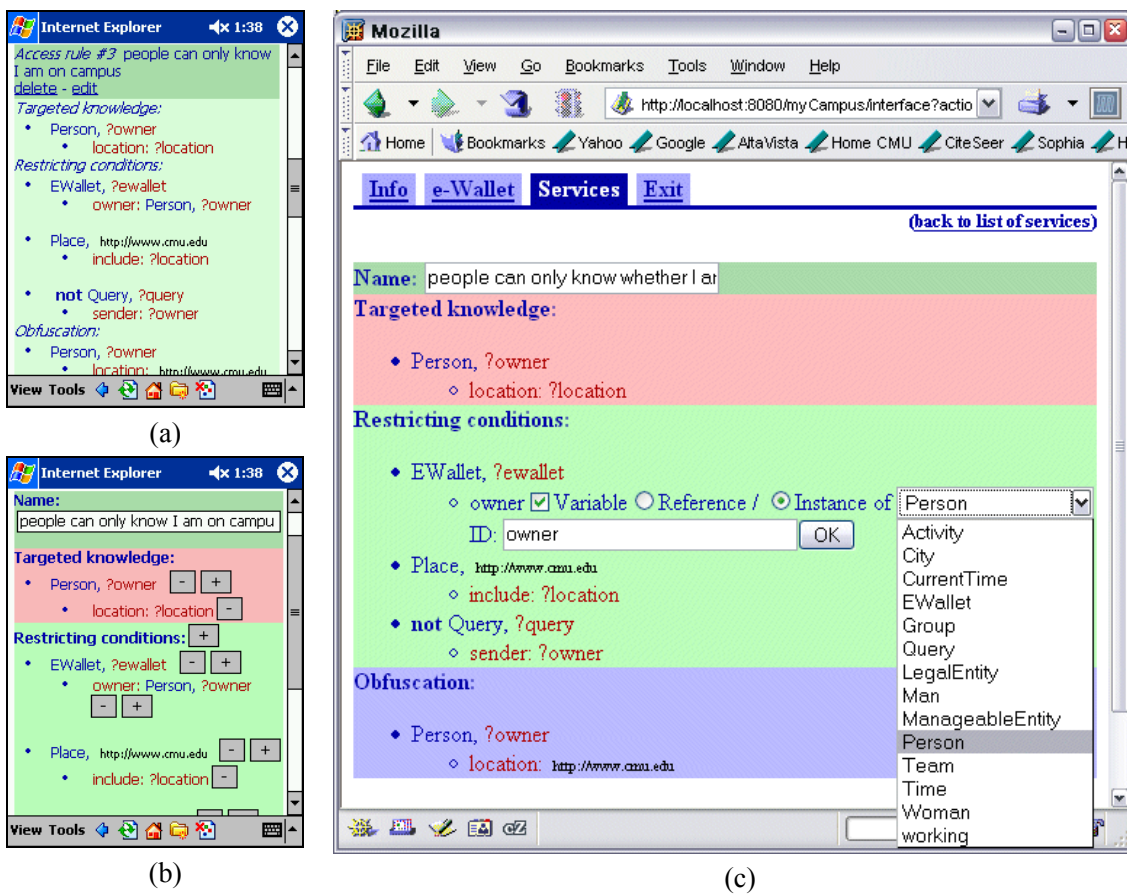 Internet Explorer 1:38
Access rule #3 people can only know
I am on campus
delete - edit
Targeted knowledge:
• Person, ?owner
• location: ?location
Restricting conditions:
• EWallet, ?ewallet
• owner: Person, ?owner
• Place, http://www.cmu.edu
• include: ?location
• not Query, ?query
• sender: ?owner
Obfuscation:
• Person, ?owner
• location: http://www.cmu.edu
View Tools
(a)
Internet Explorer 1:38
Name:
people can only know I am on campu
Targeted knowledge:
• Person, ?owner - +
• location: ?location -
Restricting conditions: +
• EWallet, ?ewallet - +
• owner: Person, ?owner
- +
• Place, http://www.cmu.edu - +
• include: ?location -
View Tools
(b)
Mozilla
File Edit View Go Bookmarks Tools Window Help
http://localhost:8080/myCampus/interface?actio
Home Bookmarks Yahoo Google AltaVista Home CMU CiteSeer Sophia H
Info e-Wallet Services Exit
(back to list of services)
Name: people can only know whether I am
Targeted knowledge:
• Person, ?owner
◦ location: ?location
Restricting conditions:
• EWallet, ?ewallet
◦ owner Variable Reference / Instance of Person
ID: owner OK
• Place, http://www.cmu.edu
◦ include: ?location
• not Query, ?query
◦ sender: ?owner
Obfuscation:
• Person, ?owner
◦ location: http://www.cmu.edu
Activity
City
CurrentTime
EWallet
Group
Query
LegalEntity
Man
ManageableEntity
Person
Team
Time
Woman
working
(c)